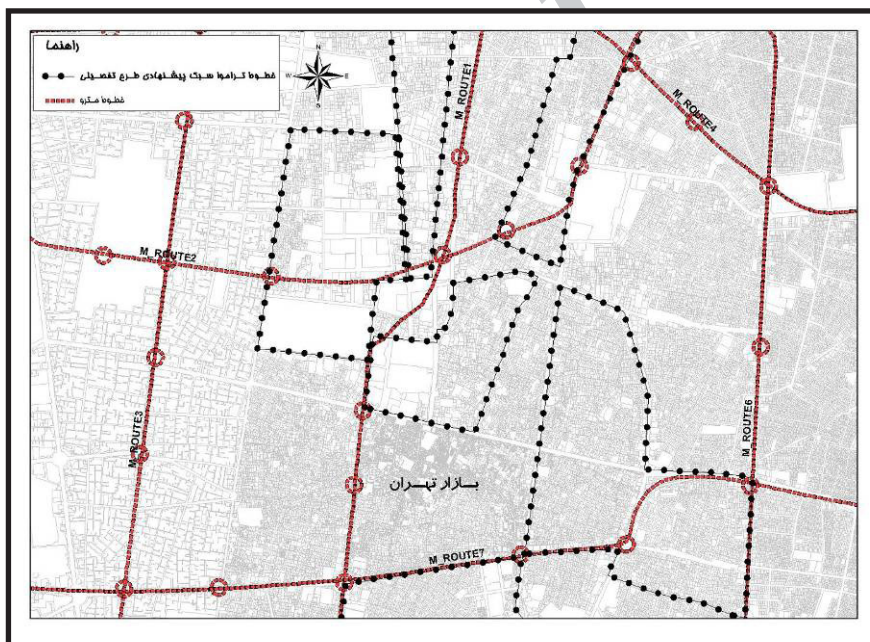 راهنما
خطوط تراموا سبک پیشنهادی طرح تفصیلی
خطوط مترو
N
W
E
S
M_ROUTE1
M_ROUTE4
M_ROUTE2
M_ROUTE3
M_ROUTE6
بازار تهران
M_ROUTE7